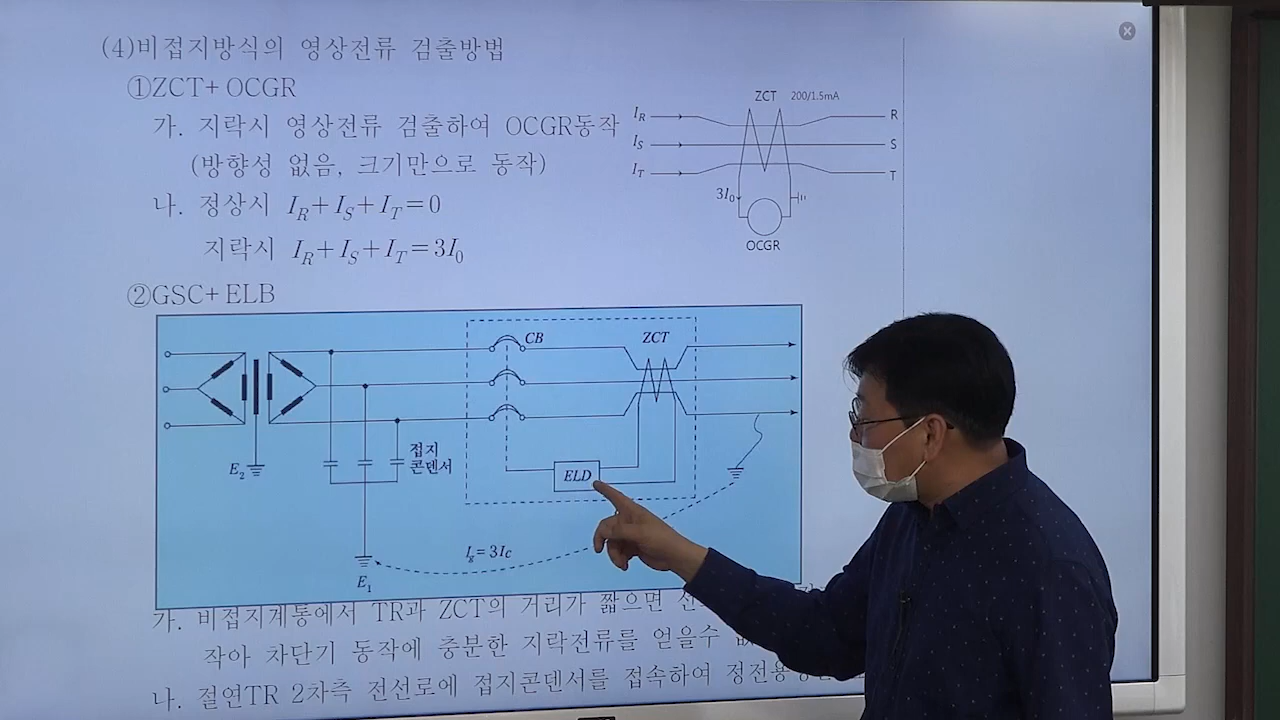 (4)비접지방식의 영상전류 검출방법
①ZCT+OCGR
가. 지락시 영상전류 검출하여 OCGR동작
(방향성 없음, 크기만으로 동작)
나. 정상시 I_R+I_S+I_T=0
지락시 I_R+I_S+I_T=3I_0
ZCT 200/1.5mA
I_R R
I_S S
I_T T
3I_0
OCGR
②GSC+ELB
CB ZCT
접지
콘덴서
E_2
ELD
I_g=3I_C
E_1
가. 비접지계통에서 TR과 ZCT의 거리가 짧으면
작아 차단기 동작에 충분한 지락전류를 얻을수
나. 절연TR 2차측 전선로에 접지콘덴서를 접속하여